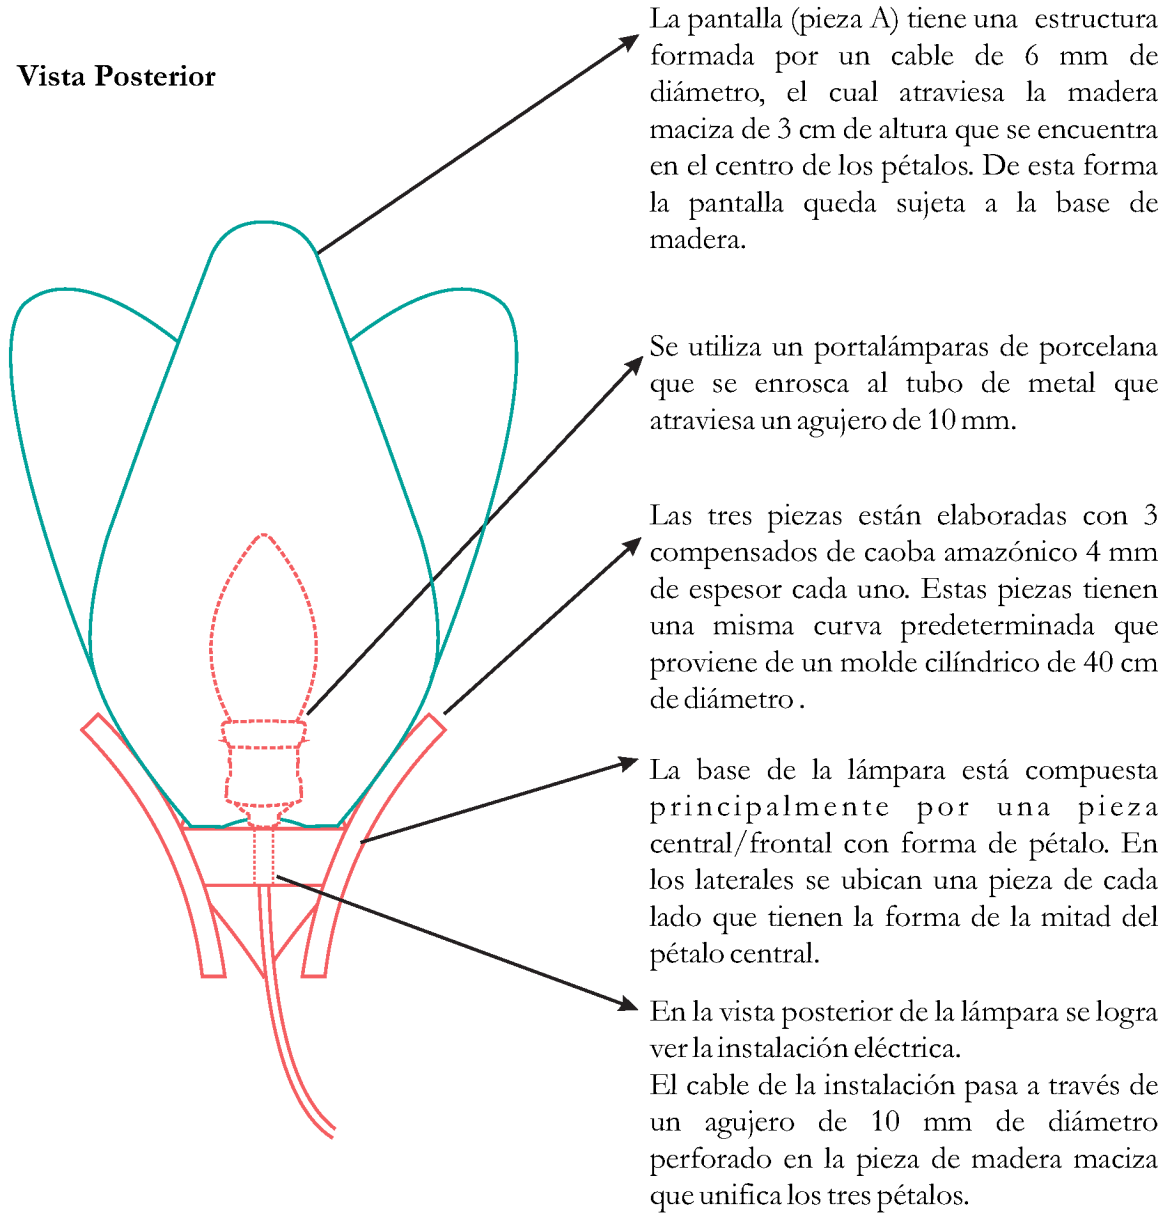 Vista Posterior
La pantalla (pieza A) tiene una estructura
formada por un cable de 6 mm de
diámetro, el cual atraviesa la madera
maciza de 3 cm de altura que se encuentra
en el centro de los pétalos. De esta forma
la pantalla queda sujeta a la base de
madera.
Se utiliza un portalámparas de porcelana
que se enrosca al tubo de metal que
atraviesa un agujero de 10 mm.
Las tres piezas están elaboradas con 3
compensados de caoba amazónico 4 mm
de espesor cada uno. Estas piezas tienen
una misma curva predeterminada que
proviene de un molde cilíndrico de 40 cm
de diámetro .
La base de la lámpara está compuesta
principalmente por una pieza
central/frontal con forma de pétalo. En
los laterales se ubican una pieza de cada
lado que tienen la forma de la mitad del
pétalo central.
En la vista posterior de la lámpara se logra
ver la instalación eléctrica.
El cable de la instalación pasa a través de
un agujero de 10 mm de diámetro
perforado en la pieza de madera maciza
que unifica los tres pétalos.